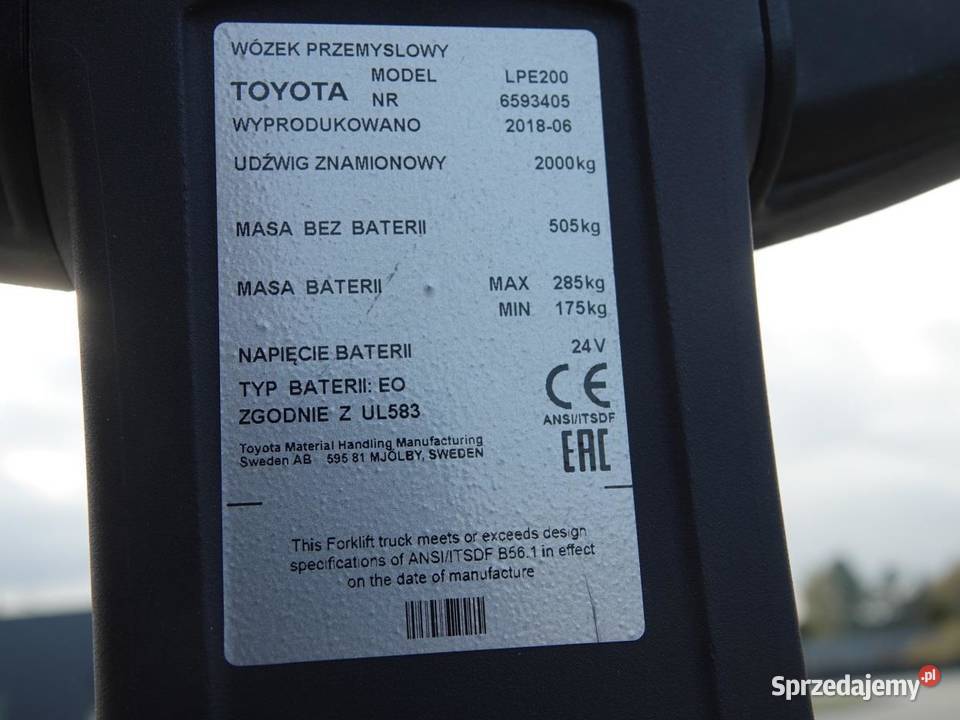 WÓZEK PRZEMYSLOWY
TOYOTA MODEL LPE200
NR 6593405
WYPRODUKOWANO 2018-06
UDŹWIG ZNAMIONOWY 2000kg
MASA BEZ BATERII 505kg
MASA BATERII MAX 285kg
MIN 175kg
NAPIĘCIE BATERII 24V
TYP BATERII: EO
ZGODNIE Z UL583
CE
ANSI/ITSDF
EAC
Toyota Material Handling Manufacturing
Sweden AB 595 81 MJÖLBY, SWEDEN
This Forklift truck meets or exceeds design
specifications of ANSI/ITSDF B56.1 in effect
on the date of manufacture
Sprzedajemy.pl